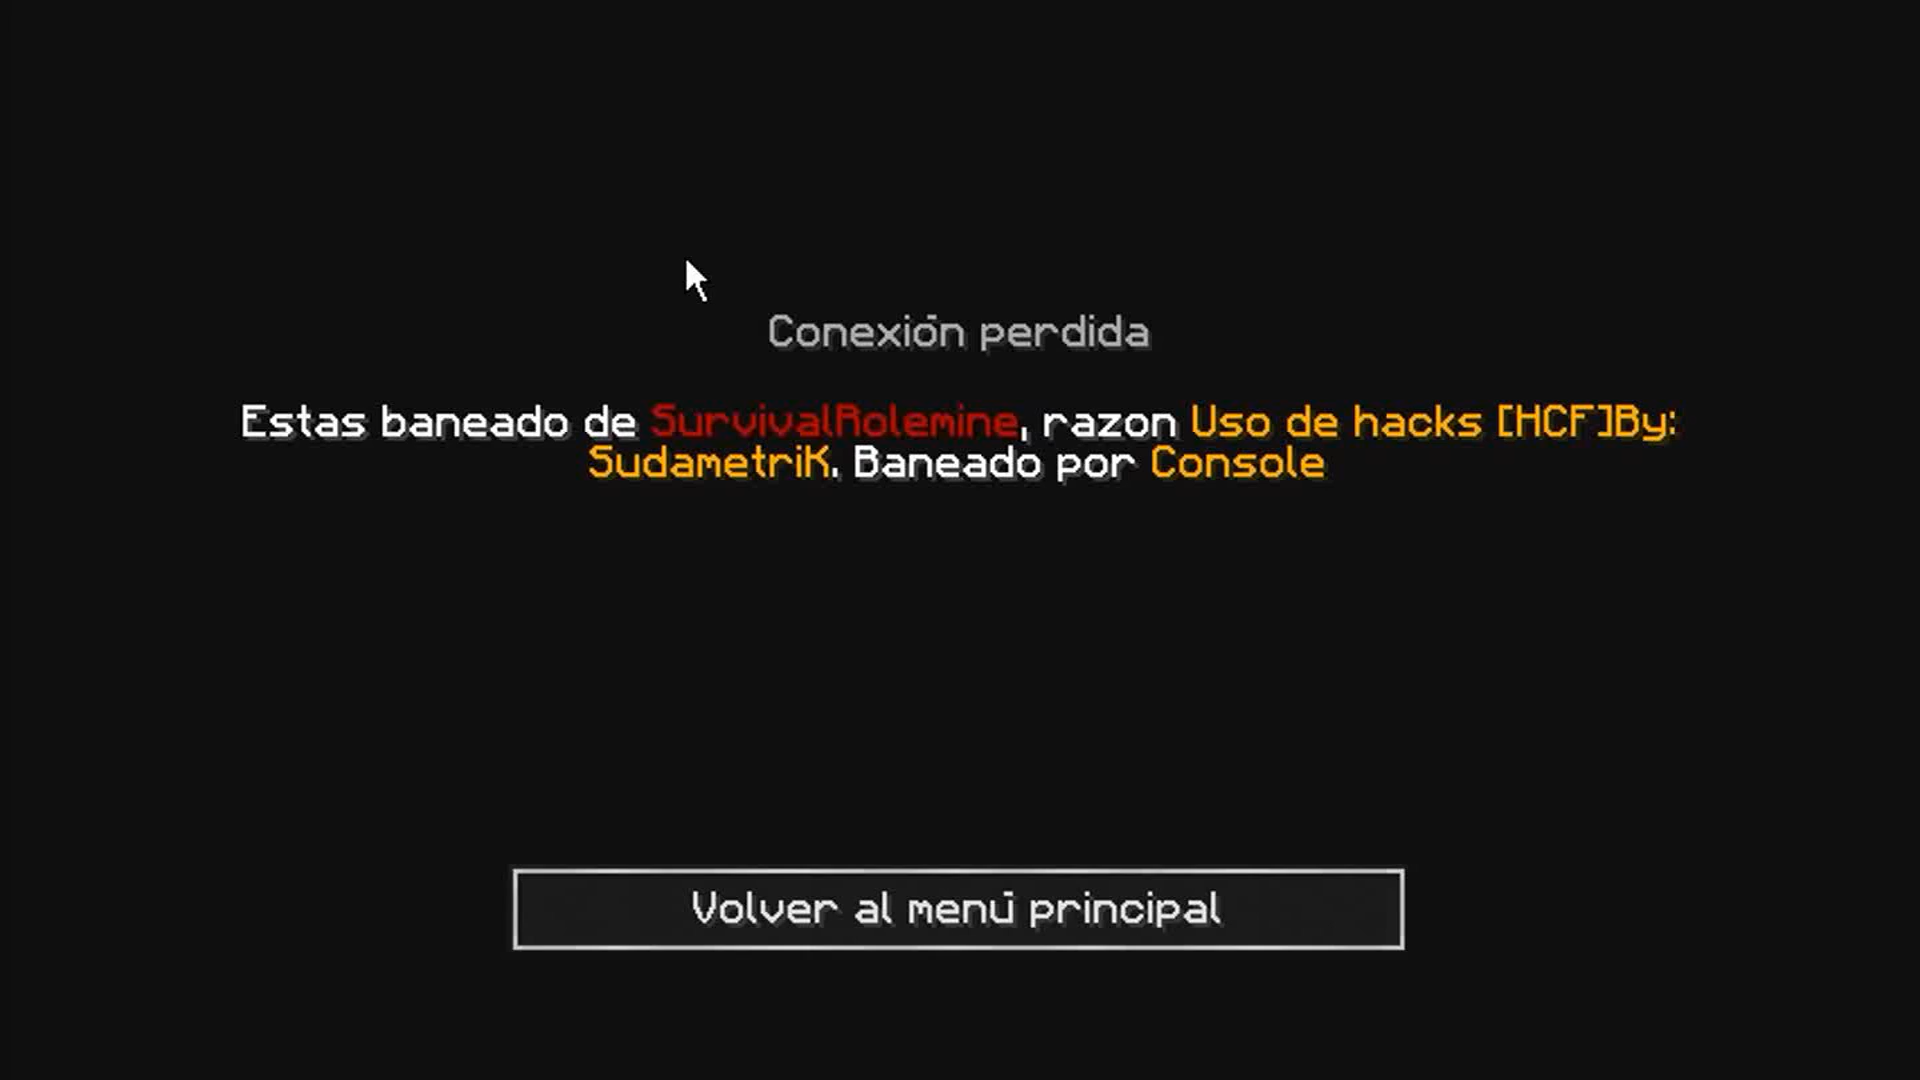 Conexión perdida
Estas baneado de SurvivalRolemine, razon Uso de hacks [HCF]By:
SudametriK. Baneado por Console
Volver al menú principal